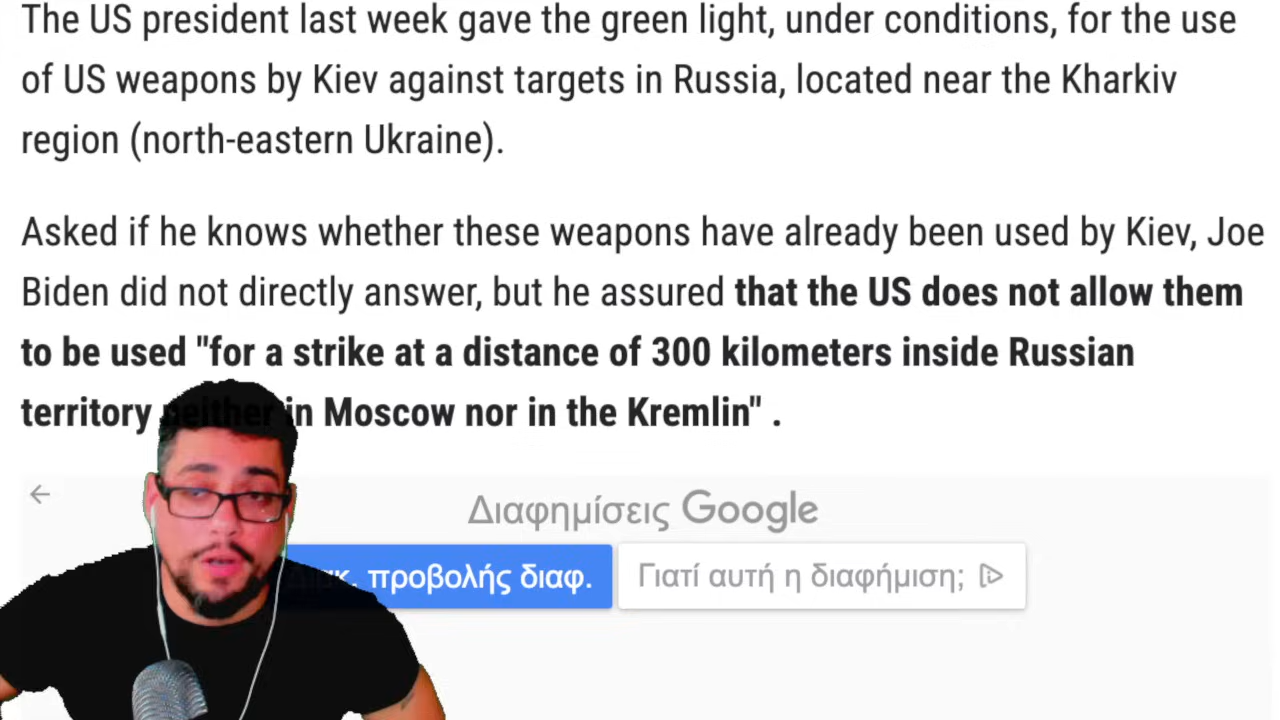 The US president last week gave the green light, under conditions, for the use
of US weapons by Kiev against targets in Russia, located near the Kharkiv
region (north-eastern Ukraine).
Asked if he knows whether these weapons have already been used by Kiev, Joe
Biden did not directly answer, but he assured that the US does not allow them
to be used "for a strike at a distance of 300 kilometers inside Russian
territory neither in Moscow nor in the Kremlin" .
Διαφημίσεις Google
προβολής διαφ.
Γιατί αυτή η διαφήμιση;